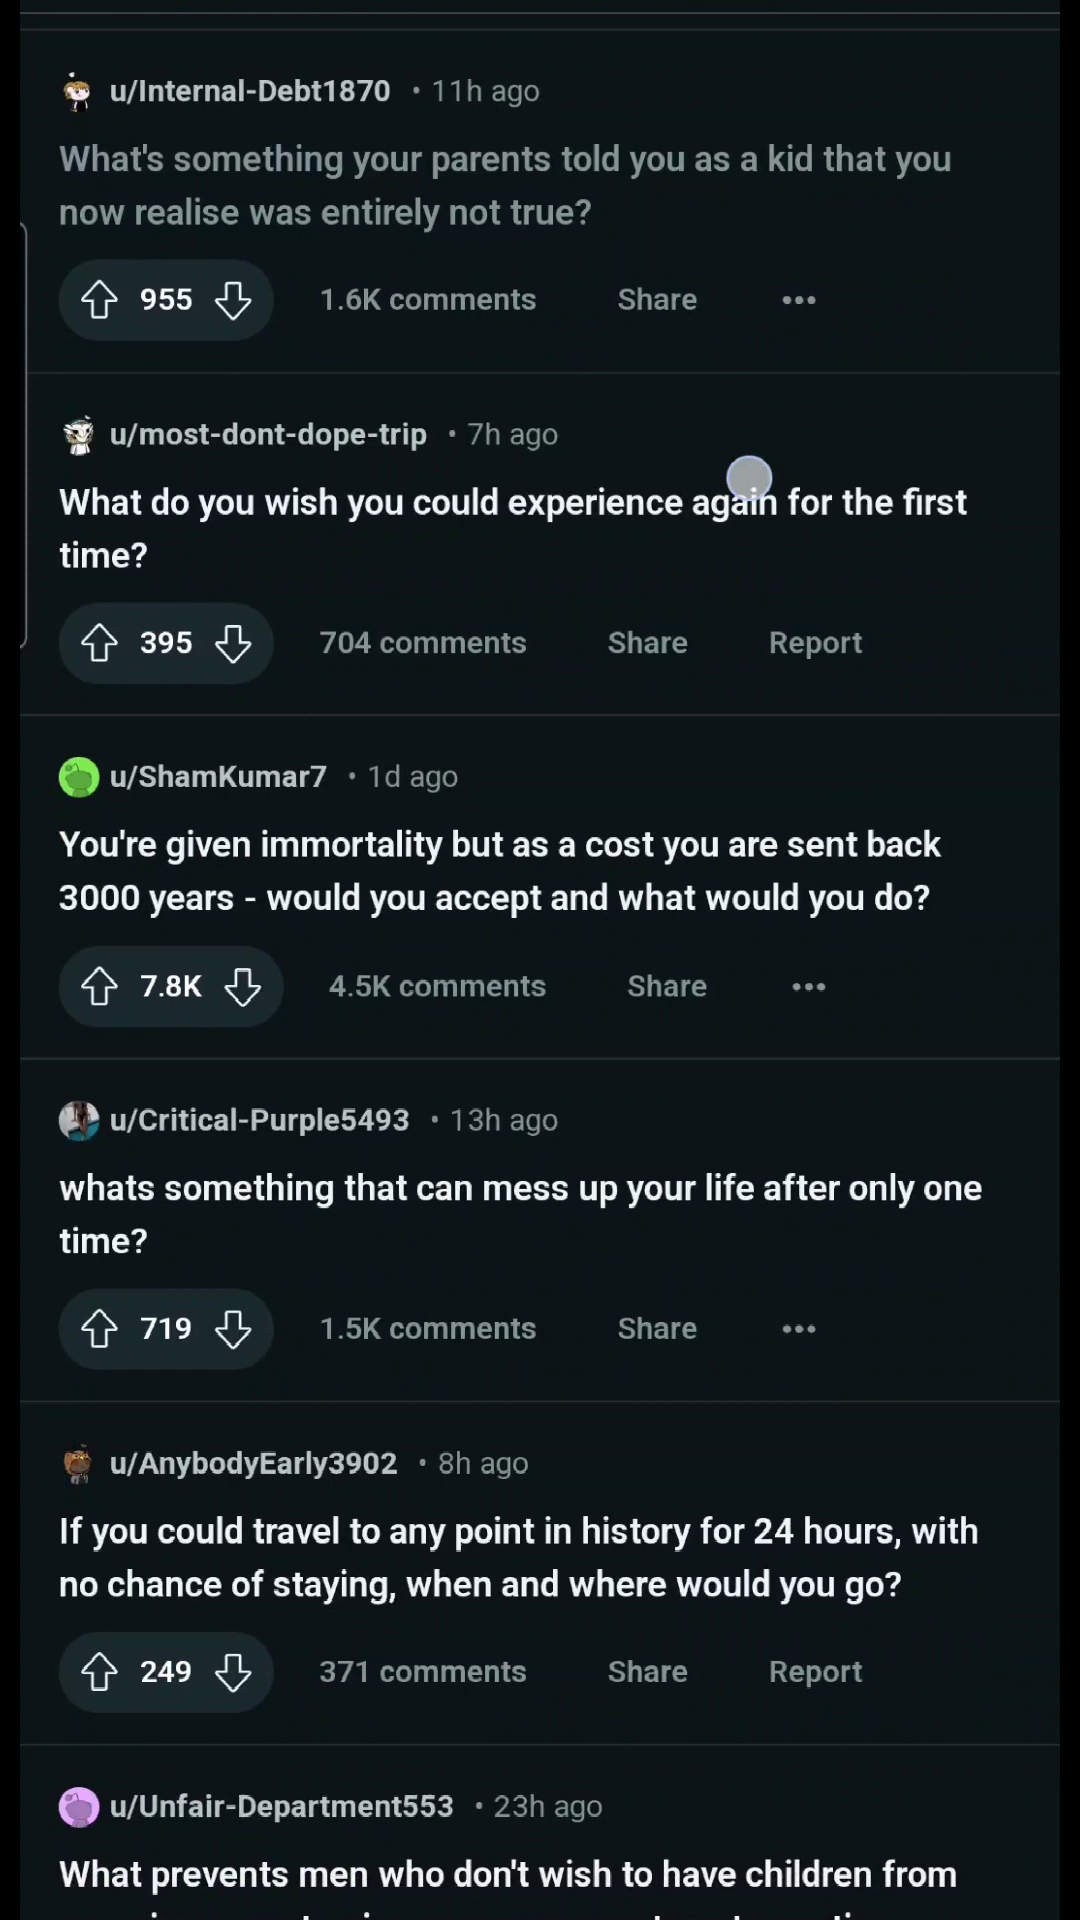 u/Internal-Debt1870 • 11h ago
What's something your parents told you as a kid that you
now realise was entirely not true?
955 1.6K comments Share •••
u/most-dont-dope-trip • 7h ago
What do you wish you could experience again for the first
time?
395 704 comments Share Report
u/ShamKumar7 • 1d ago
You're given immortality but as a cost you are sent back
3000 years - would you accept and what would you do?
7.8K 4.5K comments Share •••
u/Critical-Purple5493 • 13h ago
whats something that can mess up your life after only one
time?
719 1.5K comments Share •••
u/AnybodyEarly3902 • 8h ago
If you could travel to any point in history for 24 hours, with
no chance of staying, when and where would you go?
249 371 comments Share Report
u/Unfair-Department553 • 23h ago
What prevents men who don't wish to have children from